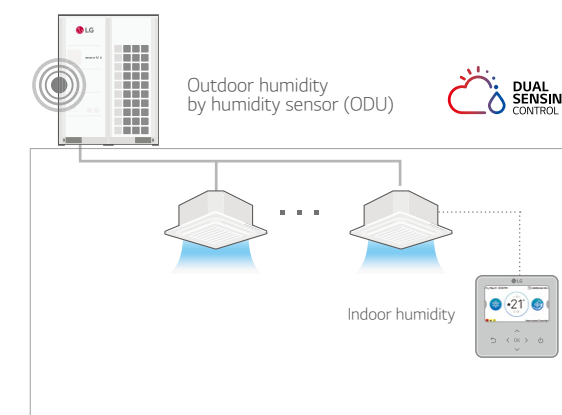 LG
Outdoor humidity
by humidity sensor (ODU)
DUAL
SENSIN
CONTROL
LG
21°
Indoor humidity
OK